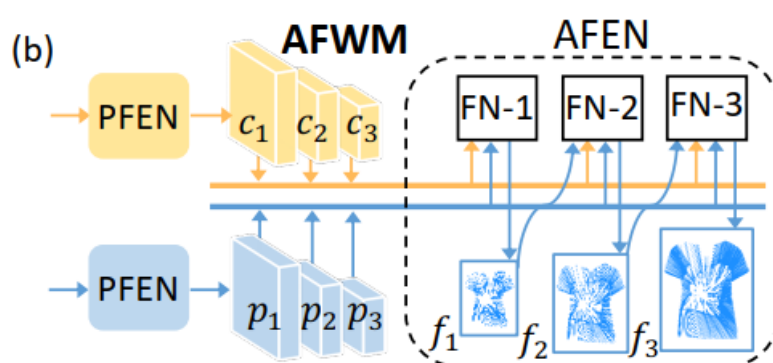 (b)
AFWM
AFEN
PFEN
c₁ c₂ c₃
FN-1 FN-2 FN-3
PFEN
p₁ p₂ p₃
f₁ f₂ f₃